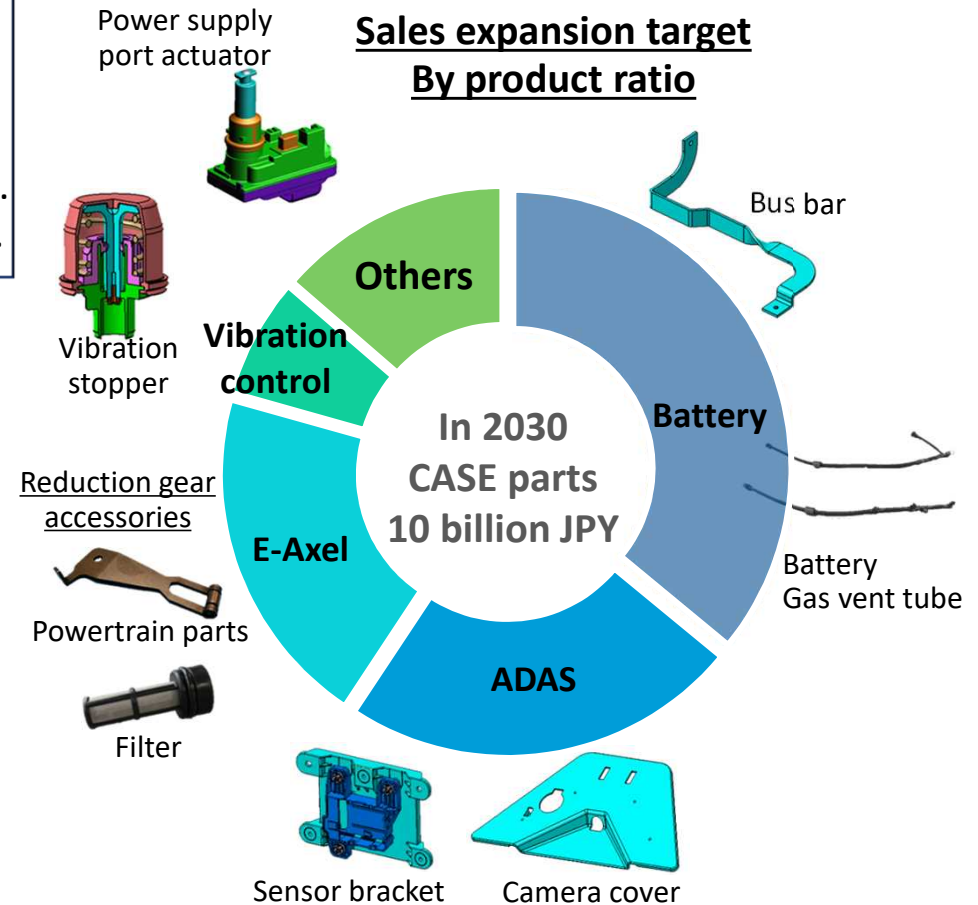 Power supply
port actuator
Sales expansion target
By product ratio
Bus bar
Others
Vibration
control
Vibration
stopper
Battery
In 2030
CASE parts
10 billion JPY
Reduction gear
accessories
E-Axel
Battery
Gas vent tube
Powertrain parts
ADAS
Filter
Sensor bracket
Camera cover